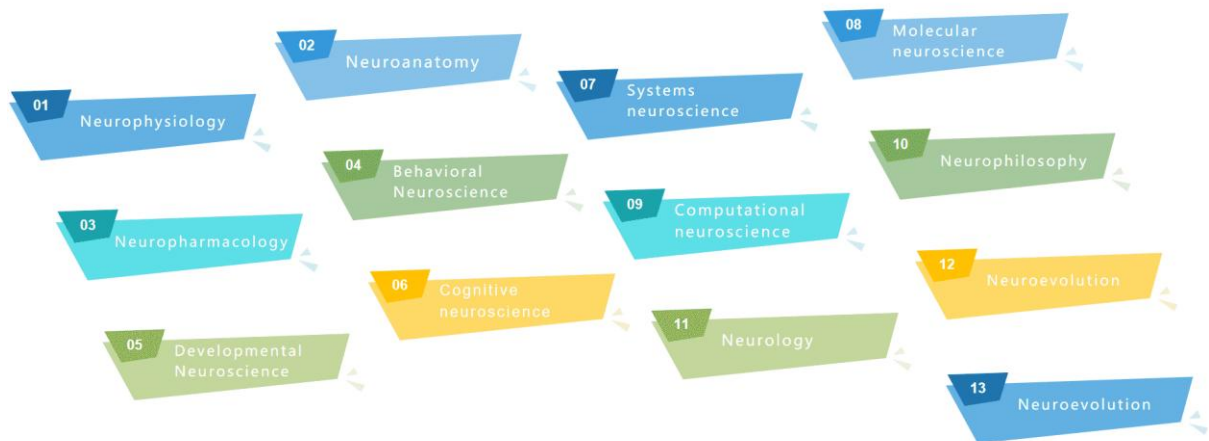 01
Neurophysiology
02
Neuroanatomy
03
Neuropharmacology
04
Behavioral
Neuroscience
05
Developmental
Neuroscience
06
Cognitive
neuroscience
07
Systems
neuroscience
08
Molecular
neuroscience
09
Computational
neuroscience
10
Neurophilosophy
11
Neurology
12
Neuroevolution
13
Neuroevolution